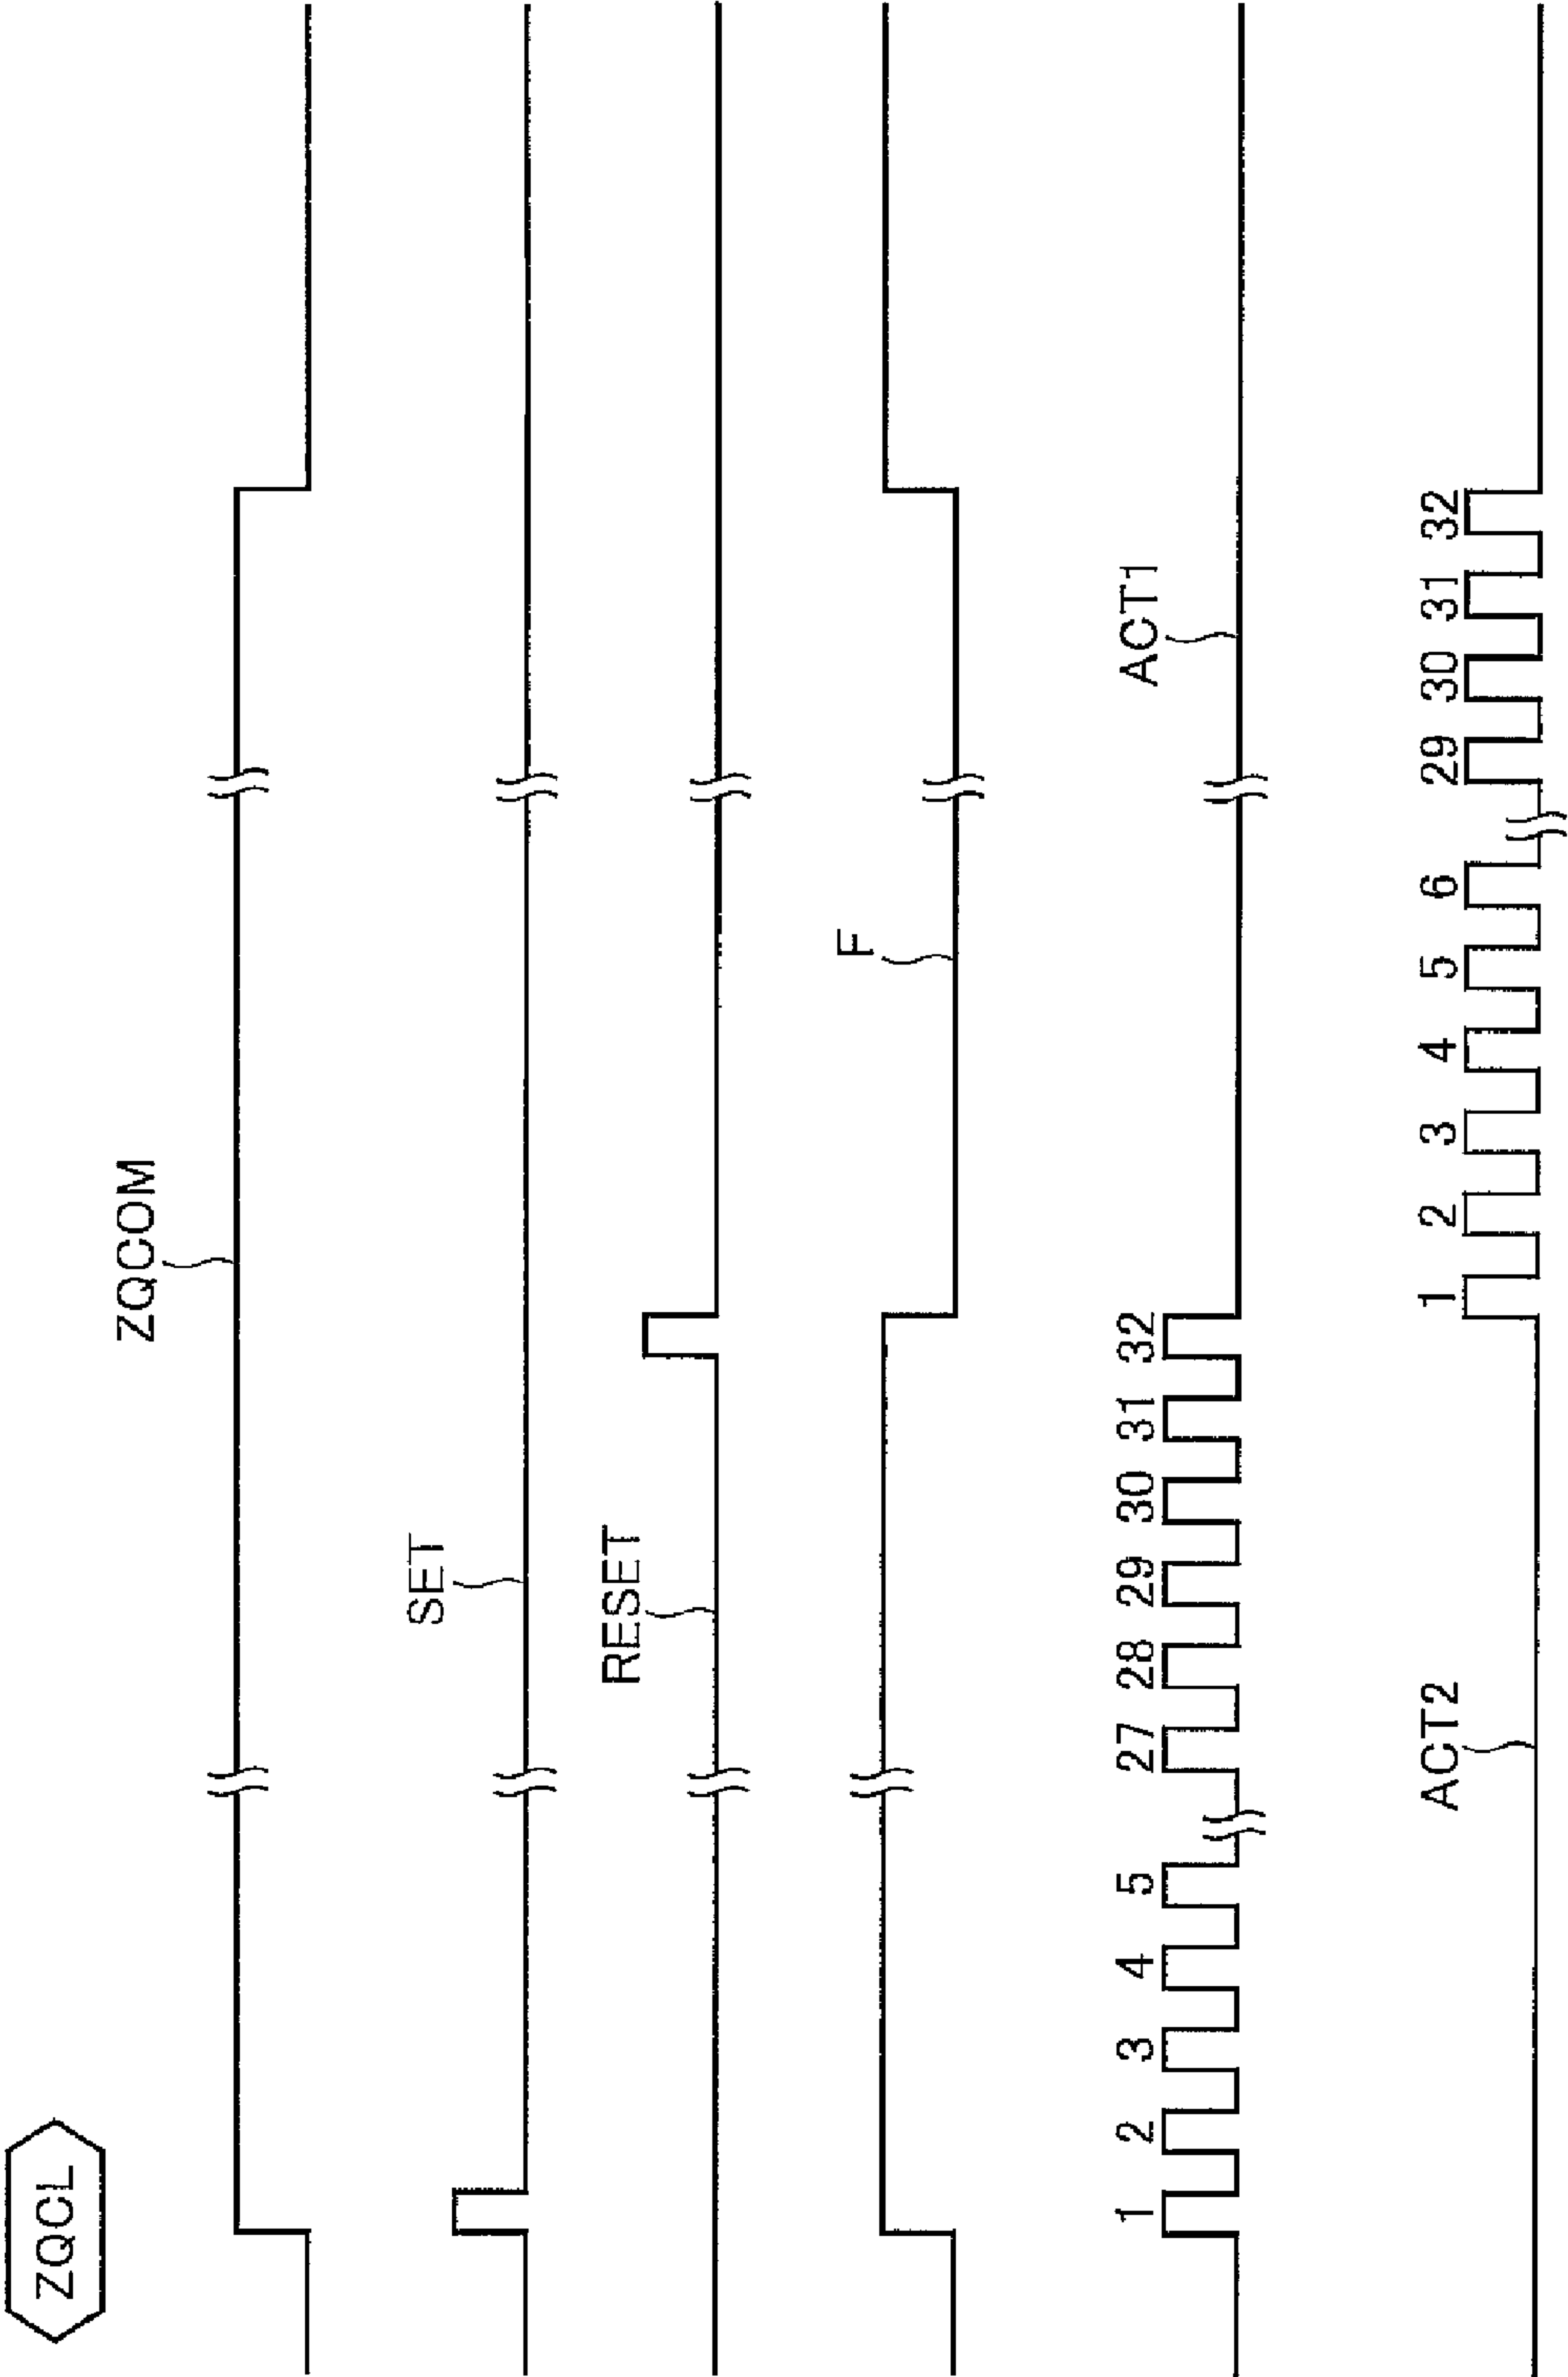 ZQCL
ZQCOM
SET
RESET
F
1 2 3 4 5 27 28 29 30 31 32 ACT1
ACT2 1 2 3 4 5 6 29 30 31 32